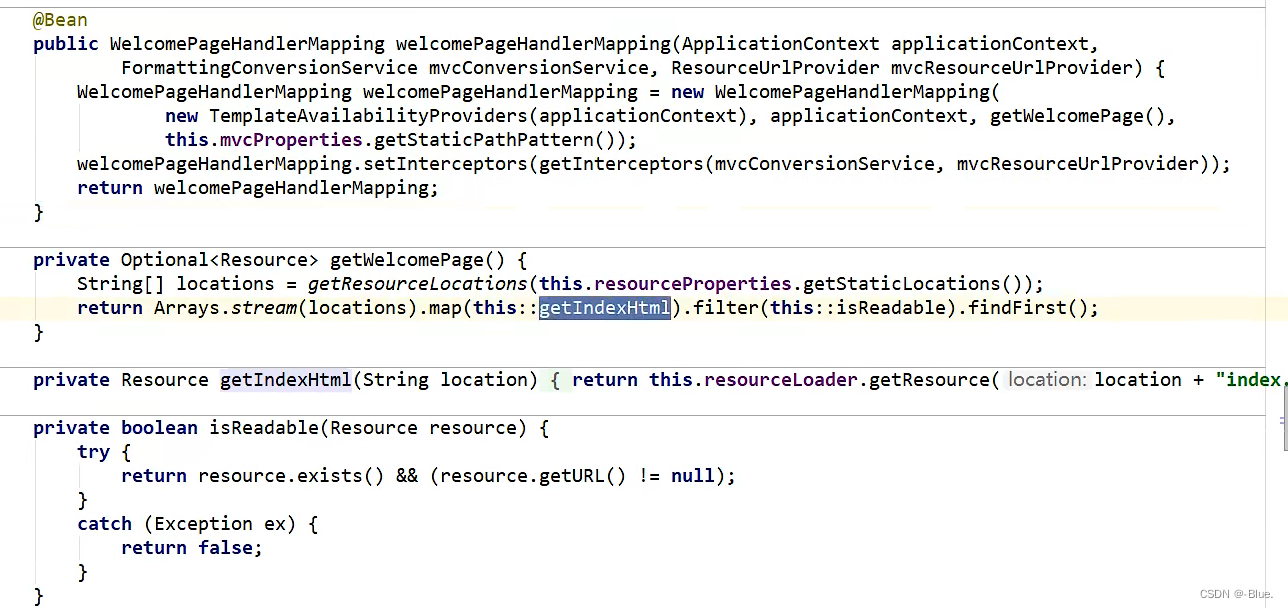 @Bean
public WelcomePageHandlerMapping welcomePageHandlerMapping(ApplicationContext applicationContext,
        FormattingConversionService mvcConversionService, ResourceUrlProvider mvcResourceUrlProvider) {
    WelcomePageHandlerMapping welcomePageHandlerMapping = new WelcomePageHandlerMapping(
            new TemplateAvailabilityProviders(applicationContext), applicationContext, getWelcomePage(),
            this.mvcProperties.getStaticPathPattern());
    welcomePageHandlerMapping.setInterceptors(getInterceptors(mvcConversionService, mvcResourceUrlProvider));
    return welcomePageHandlerMapping;
}
private Optional<Resource> getWelcomePage() {
    String[] locations = getResourceLocations(this.resourceProperties.getStaticLocations());
    return Arrays.stream(locations).map(this::getIndexHtml).filter(this::isReadable).findFirst();
}
private Resource getIndexHtml(String location) { return this.resourceLoader.getResource( location: location + "index.
private boolean isReadable(Resource resource) {
    try {
        return resource.exists() && (resource.getURL() != null);
    }
    catch (Exception ex) {
        return false;
    }
}
CSDN @-Blue.